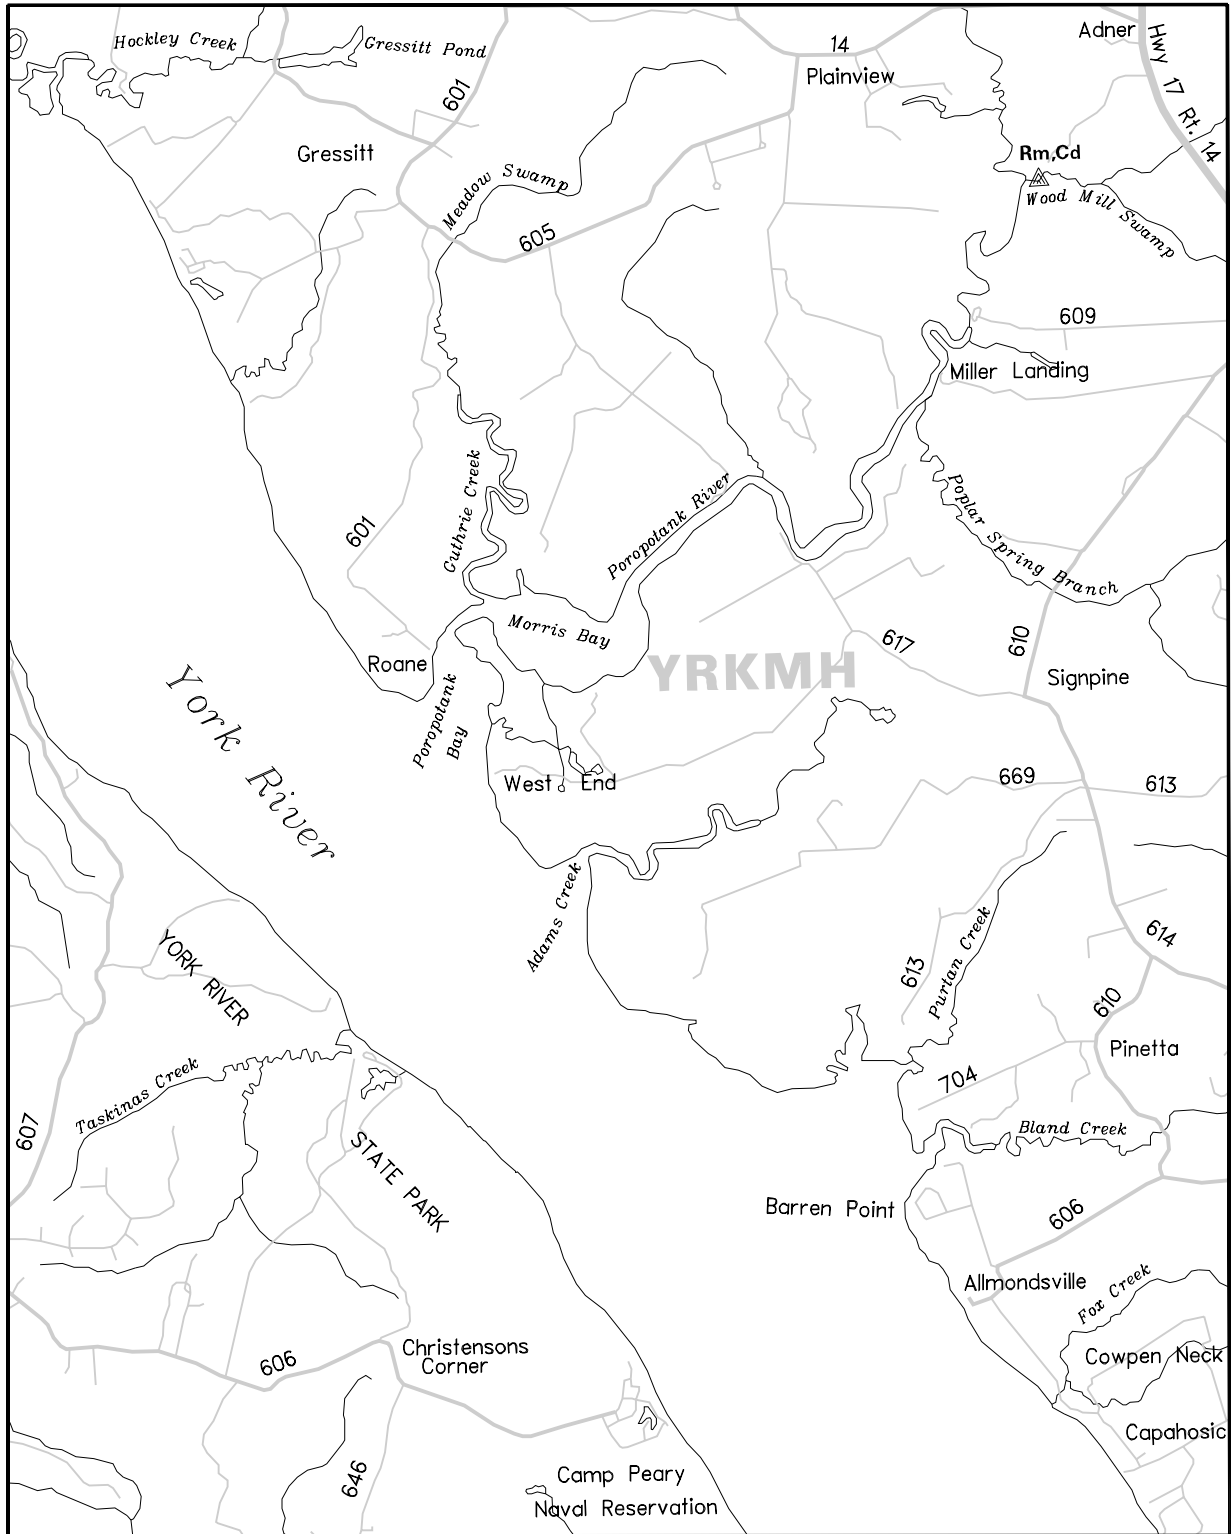 Hockley Creek
Gressitt Pond
14
Adner
Hwy 17 Rt. 14
Plainview
601
Gressitt
Rm,Cd
Meadow Swamp
Wood Mill Swamp
605
609
Miller Landing
Guthrie Creek
Poropotank River
Poplar Spring Branch
601
Morris Bay
617
610
Roane
YRKMH
Signpine
York River
Poropotank
Bay
West End
669
613
Adams Creek
YORK RIVER
613
Purtan Creek
614
610
Pinetta
Taskinas Creek
704
607
Bland Creek
STATE PARK
Barren Point
606
Allmondsville
Fox Creek
Christensons
Corner
606
Cowpen Neck
Capahosic
646
Camp Peary
Naval Reservation